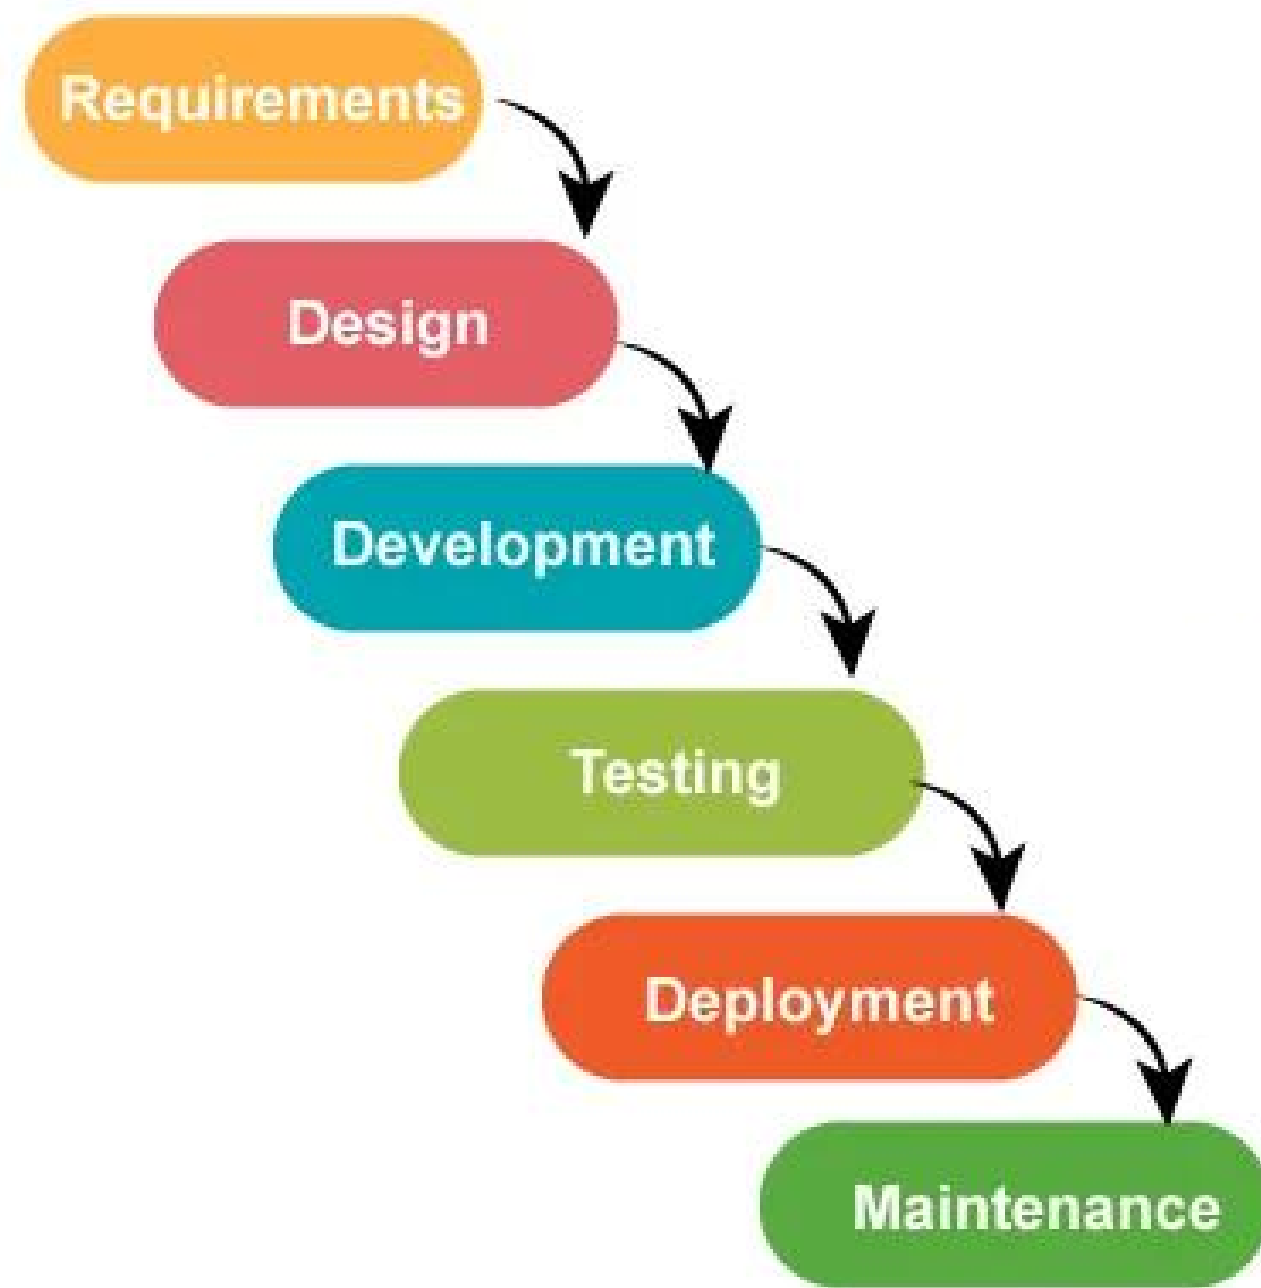 Requirements
Design
Development
Testing
Deployment
Maintenance